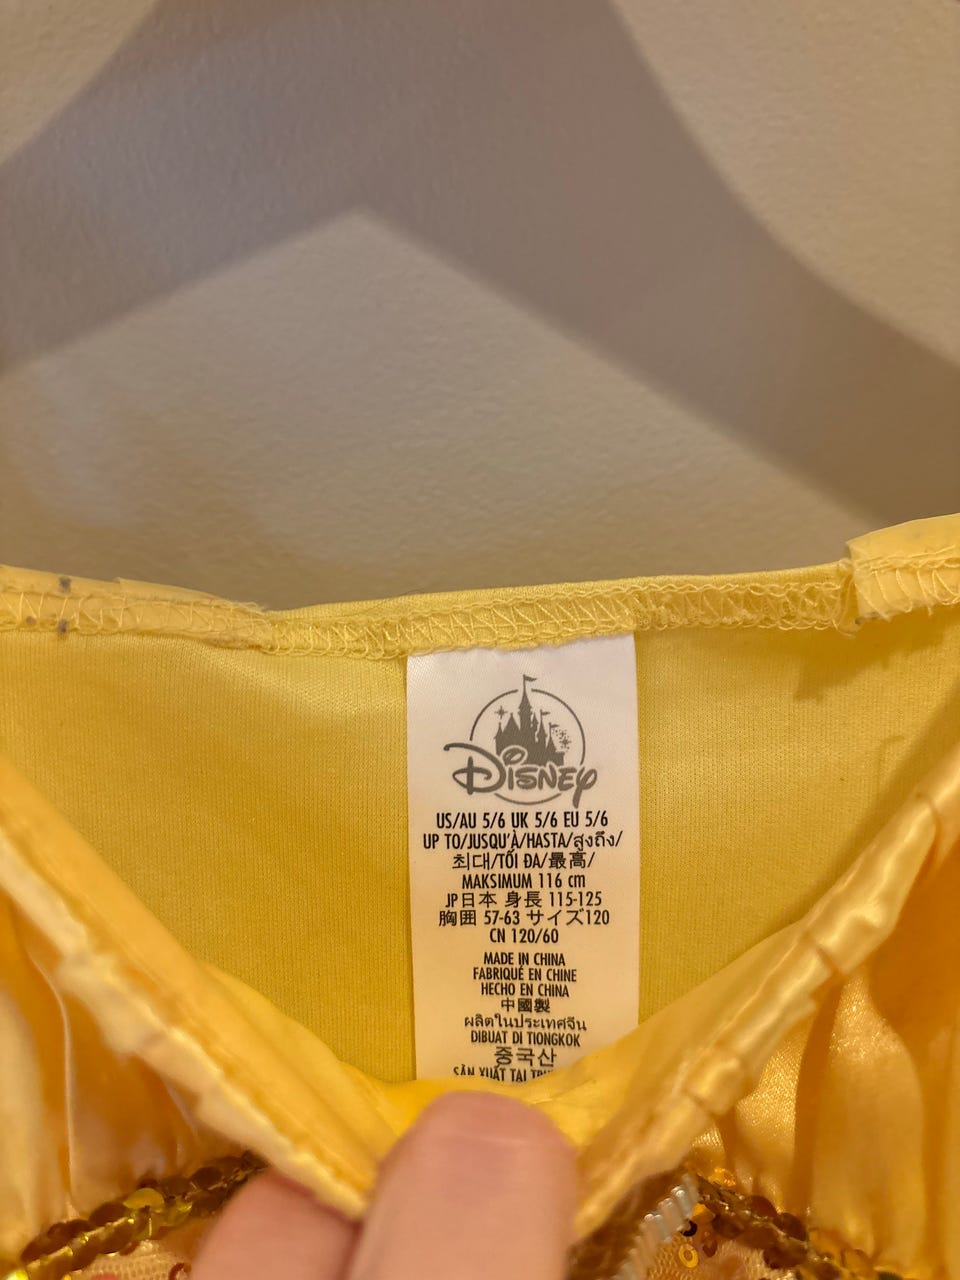 Disney
US/AU 5/6 UK 5/6 EU 5/6
UP TO/JUSQU'À/HASTA/สูงถึง/
최대/TỐI ĐA/最高/
MAKSIMUM 116 cm
JP日本 身長 115-125
胸囲 57-63 サイズ120
CN 120/60
MADE IN CHINA
FABRIQUÉ EN CHINE
HECHO EN CHINA
中國製
ผลิตในประเทศจีน
DIBUAT DI TIONGKOK
중국산
SẢN XUẤT TẠI